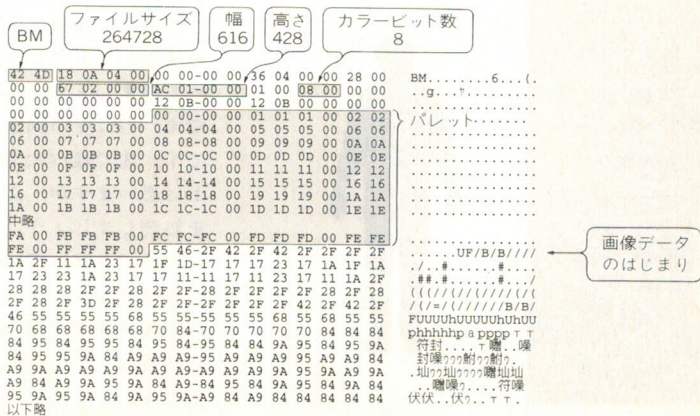 BM
ファイルサイズ
264728
幅
616
高さ
428
カラービット数
8
42 4D 18 0A 04 00 00 00-00 00 36 04 00 00 28 00 BM........6...(.
00 00 67 02 00 00 AC 01-00 00 01 00 08 00 00 00 ..g...ャ.........
00 00 00 00 00 00 12 0B-00 00 12 0B 00 00 00 00
00 00 00 00 00 00 00 00-00 00 01 01 01 00 02 02 パレット
02 00 03 03 03 00 04 04-04 00 05 05 05 00 06 06
06 00 07 07 07 00 08 08-08 00 09 09 09 00 0A 0A
0A 00 0B 0B 0B 00 0C 0C-0C 00 0D 0D 0D 00 0E 0E
0E 00 0F 0F 0F 00 10 10-10 00 11 11 11 00 12 12
12 00 13 13 13 00 14 14-14 00 15 15 15 00 16 16
16 00 17 17 17 00 18 18-18 00 19 19 19 00 1A 1A
1A 00 1B 1B 1B 00 1C 1C-1C 00 1D 1D 1D 00 1E 1E
中略
FA 00 FB FB FB 00 FC FC-FC 00 FD FD FD 00 FE FE
FE 00 FF FF FF 00 55 46-2F 42 2F 42 2F 2F 2F 2F ......UF/B/B////
1A 2F 11 1A 23 17 1F 1D-17 17 17 23 17 1A 1F 1A ./..#......#....
17 23 23 1A 23 17 17 11-11 17 11 23 17 11 1A 2F .##.#......#.../
28 28 28 2F 2F 28 2F 2F-28 2F 2F 2F 2F 28 2F 28 (((//(//(////(/(
2F 28 2F 3D 2F 28 2F 2F-2F 2F 2F 2F 42 2F 42 2F /(/=/(//////B/B/
46 55 55 55 55 68 55 55-55 55 55 68 55 68 55 55 FUUUUhUUUUUhUhUU
70 68 68 68 68 68 70 84-70 70 70 70 70 84 84 84 phhhhhpapppp
84 95 84 95 84 95 84 95-84 84 84 9A 95 84 95 9A
84 95 95 9A 84 A9 A9 A9-95 A9 A9 95 A9 95 84 84
A9 9A A9 A9 A9 A9 A9 A9-A9 A9 A9 A9 9A A9 9A A9
A9 84 A9 A9 95 9A 84 A9-84 95 84 9A 95 84 95 9A
95 9A 95 9A 84 9A 95 9A-A9 84 A9 84 84 84 84 84
以下略
画像データ
のはじまり